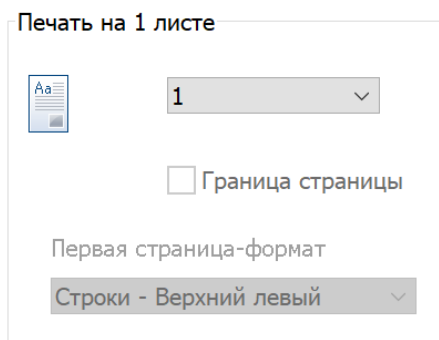 Печать на 1 листе
Aa
1
Граница страницы
Первая страница-формат
Строки - Верхний левый